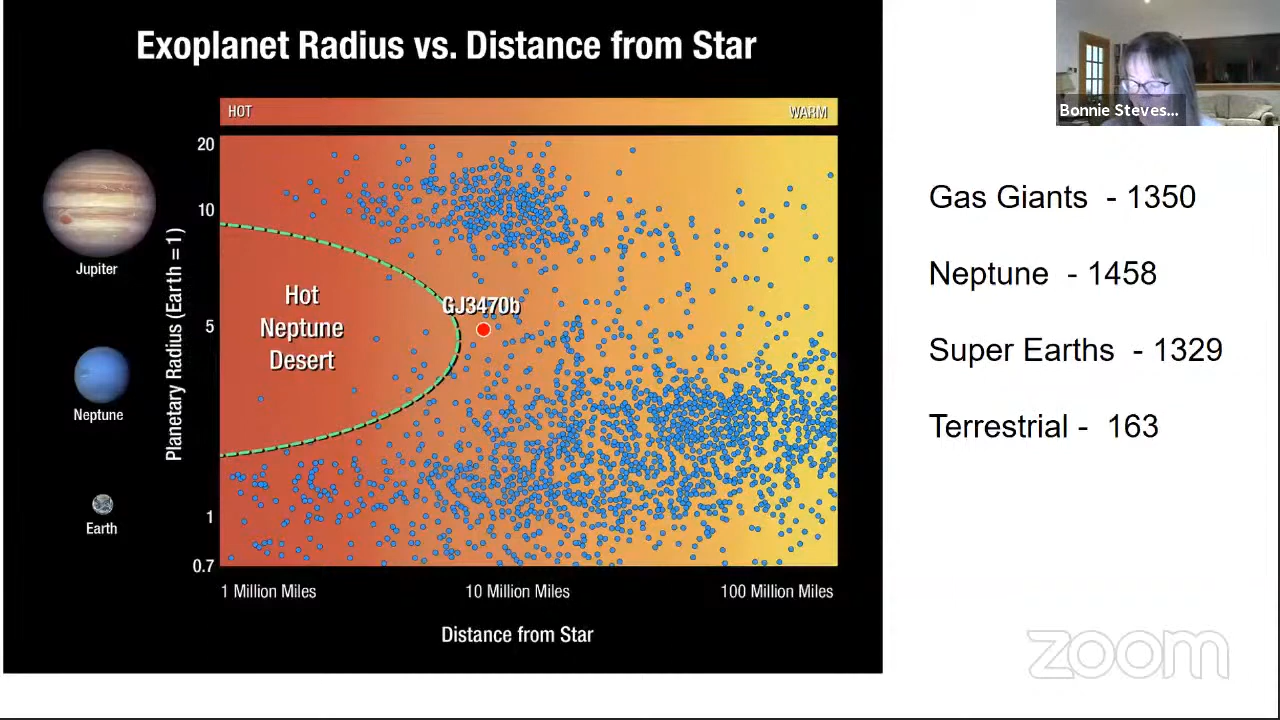 Exoplanet Radius vs. Distance from Star
HOT
WARM
20
10
5
1
0.7
Planetary Radius (Earth = 1)
Jupiter
Neptune
Earth
Hot
Neptune
Desert
GJ3470b
1 Million Miles
10 Million Miles
100 Million Miles
Distance from Star
Bonnie Steves...
Gas Giants - 1350
Neptune - 1458
Super Earths - 1329
Terrestrial - 163
zoom